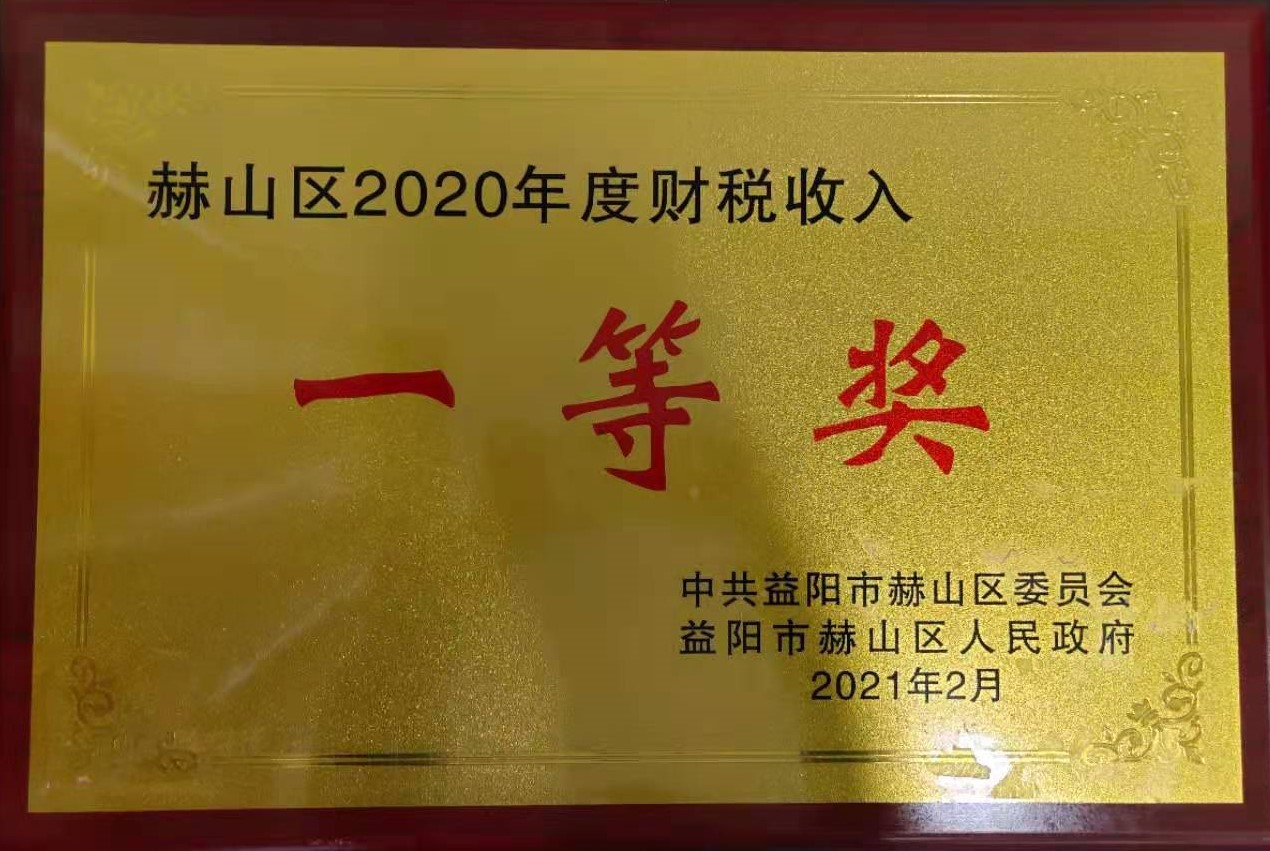 赫山区2020年度财税收入
一等奖
中共益阳市赫山区委员会
益阳市赫山区人民政府
2021年2月